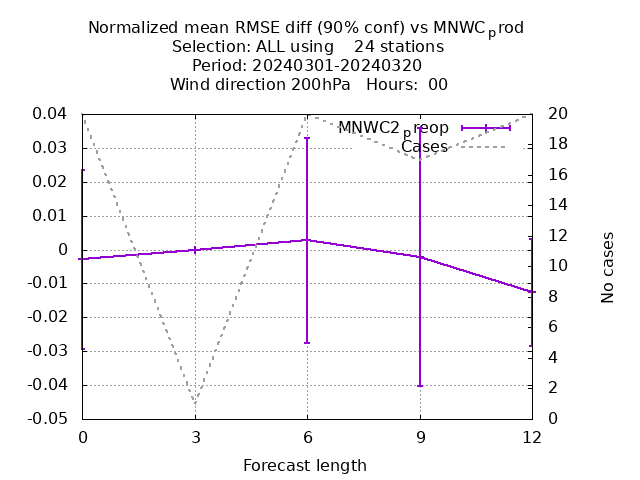 Normalized mean RMSE diff (90% conf) vs MNWCprod
Selection: ALL using    24 stations
Period: 20240301-20240320
Wind direction 200hPa   Hours:  00
0.04
0.03
0.02
0.01
0
-0.01
-0.02
-0.03
-0.04
-0.05
MNWC2preop
Cases
20
18
16
14
12
10
8
6
4
2
0
No cases
0 3 6 9 12
Forecast length